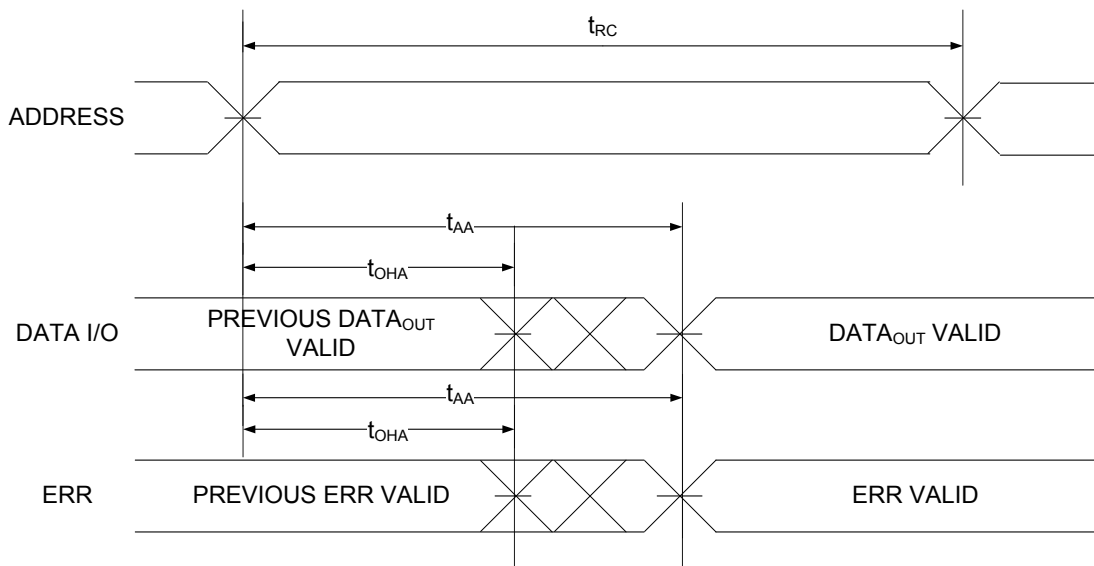 tRC
ADDRESS
tAA
tOHA
DATA I/O
PREVIOUS DATAOUT
VALID
DATAOUT VALID
tAA
tOHA
ERR
PREVIOUS ERR VALID
ERR VALID